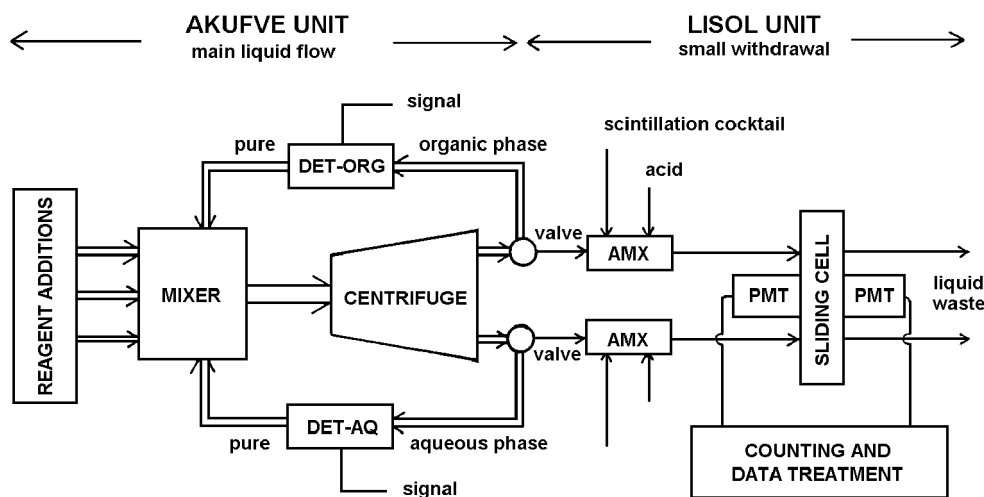 AKUFVE UNIT
main liquid flow
LISOL UNIT
small withdrawal
signal
scintillation cocktail
pure
organic phase
DET-ORG
acid
REAGENT ADDITIONS
MIXER
CENTRIFUGE
valve
AMX
SLIDING CELL
PMT
PMT
liquid
waste
valve
AMX
DET-AQ
pure
aqueous phase
signal
COUNTING AND
DATA TREATMENT